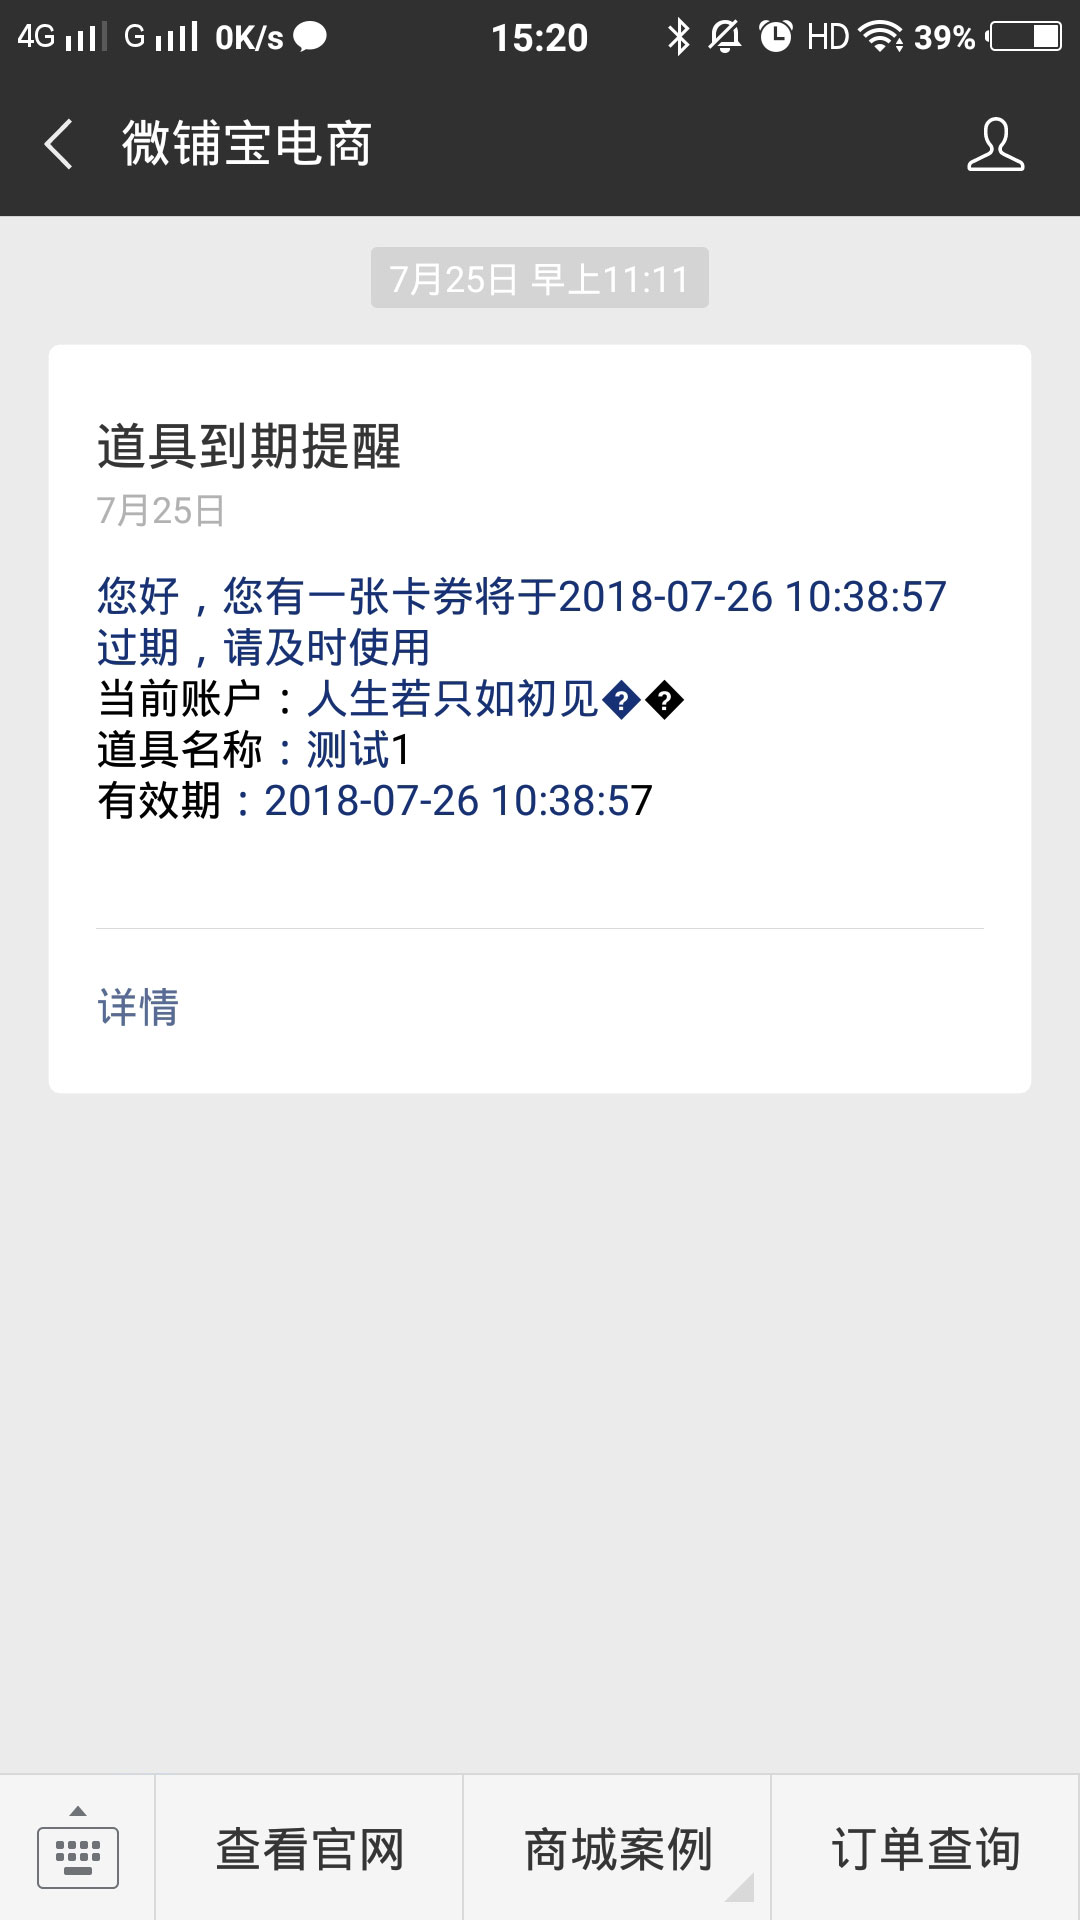 4G G 0K/s 15:20 HD 39%
微铺宝电商
7月25日 早上11:11
道具到期提醒
7月25日
您好，您有一张卡券将于2018-07-26 10:38:57
过期，请及时使用
当前账户：人生若只如初见��
道具名称：测试1
有效期：2018-07-26 10:38:57
详情
查看官网 商城案例 订单查询